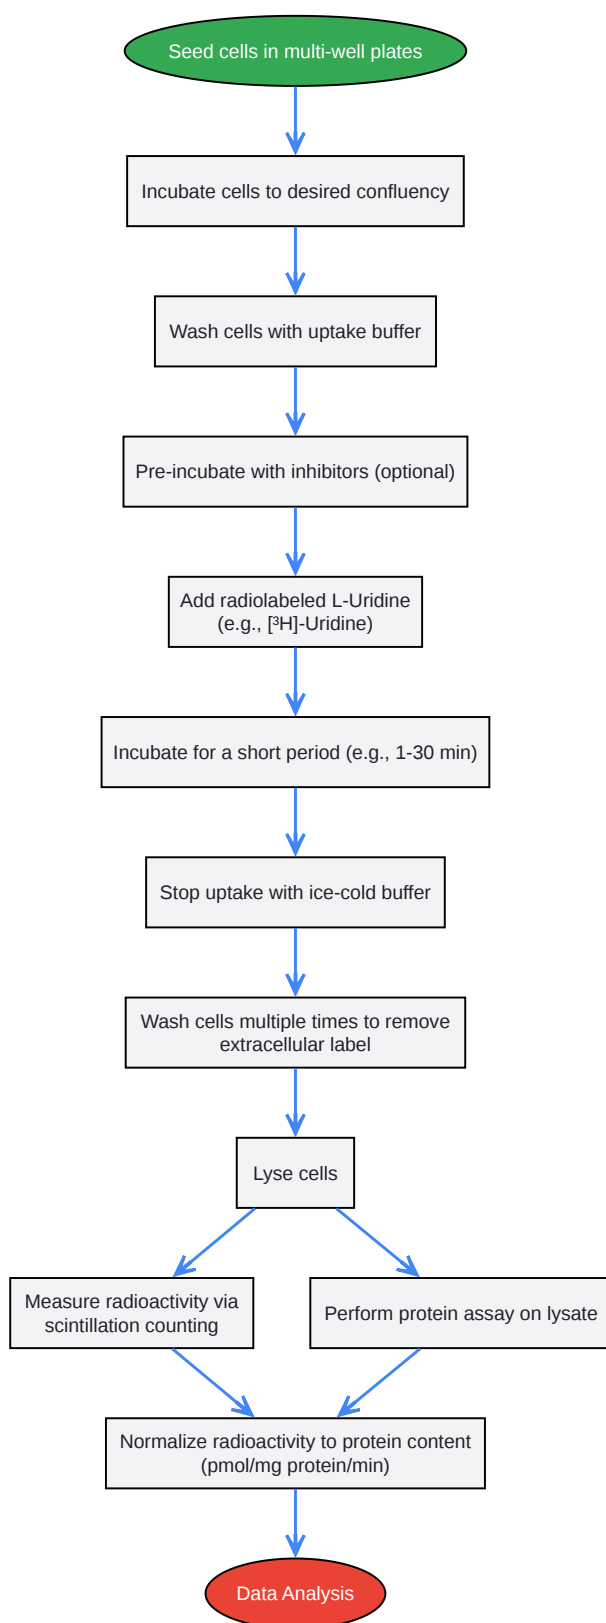 Seed cells in multi-well plates
Incubate cells to desired confluency
Wash cells with uptake buffer
Pre-incubate with inhibitors (optional)
Add radiolabeled L-Uridine
(e.g., [³H]-Uridine)
Incubate for a short period (e.g., 1-30 min)
Stop uptake with ice-cold buffer
Wash cells multiple times to remove
extracellular label
Lyse cells
Measure radioactivity via
scintillation counting
Perform protein assay on lysate
Normalize radioactivity to protein content
(pmol/mg protein/min)
Data Analysis